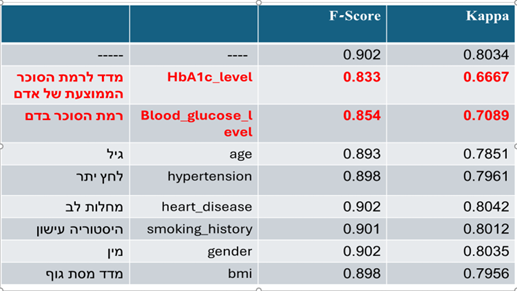 F-Score Kappa
----- ---- 0.902 0.8034
מדד לרמת הסוכר HbA1c_level 0.833 0.6667
הממוצעת של אדם
רמת הסוכר בדם Blood_glucose_l 0.854 0.7089
evel
גיל age 0.893 0.7851
לחץ יתר hypertension 0.898 0.7961
מחלות לב heart_disease 0.902 0.8042
היסטוריה עישון smoking_history 0.901 0.8012
מין gender 0.902 0.8035
מדד מסת גוף bmi 0.898 0.7956